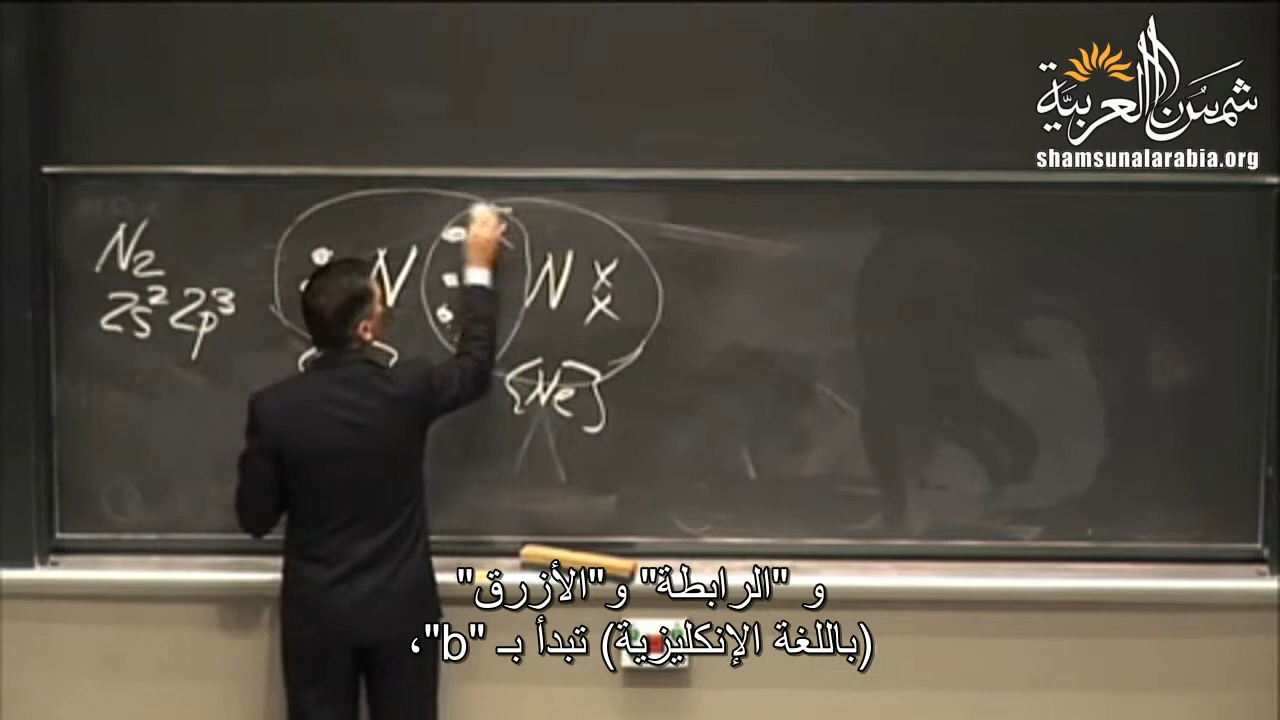 شمس العربية
shamsunalarabia.org
N₂
2s² 2p³
N N x
x
{Ne}
و "الرابطة" و"الأزرق"
(باللغة الإنكليزية) تبدأ بـ "b"،